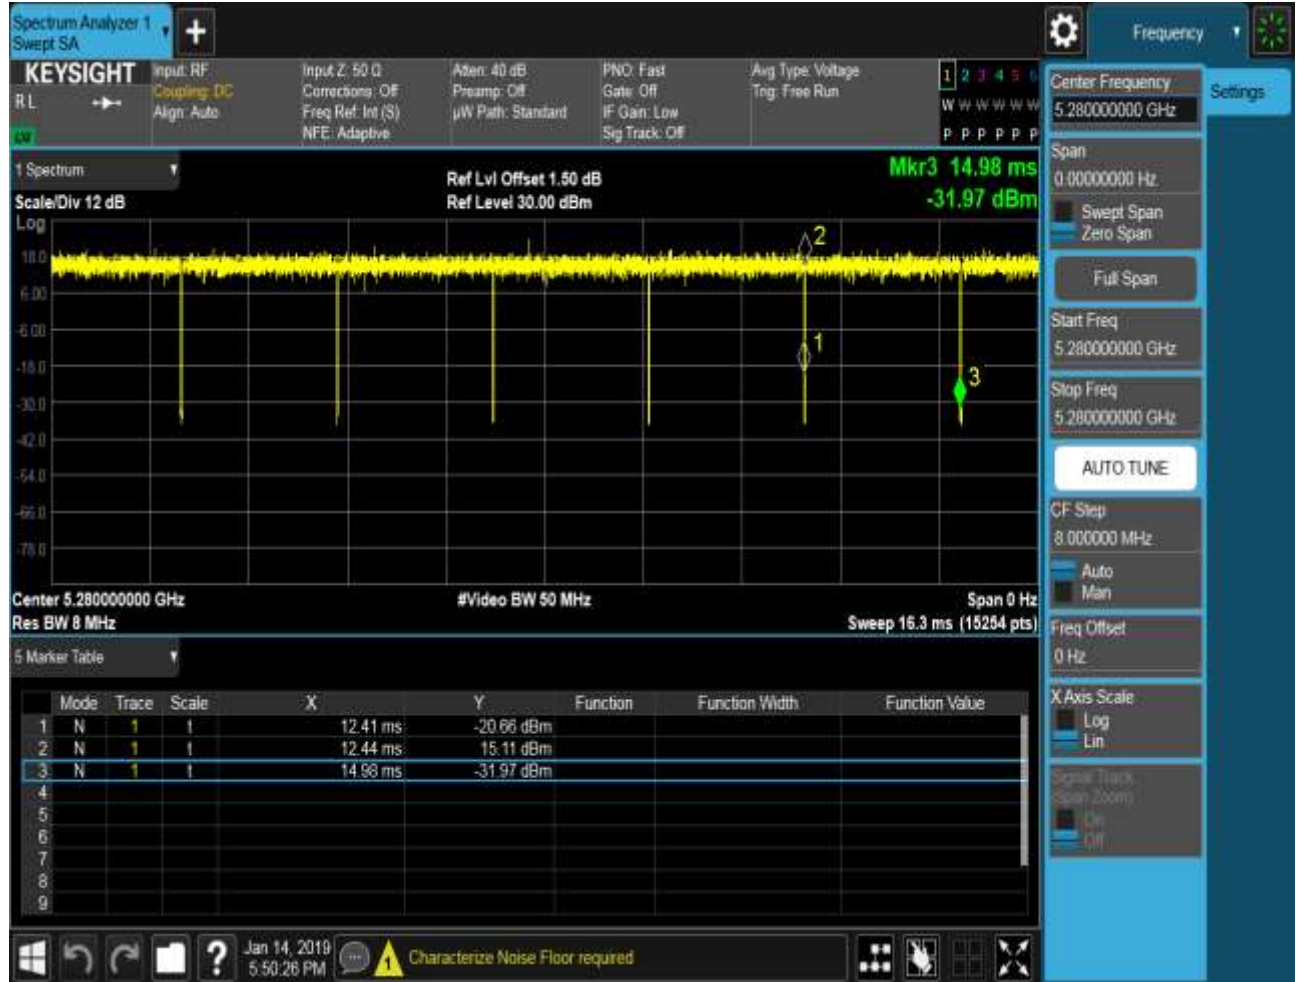 Spectrum Analyzer 1
Swept SA
Frequency
KEYSIGHT
RL
Input: RF
Coupling: DC
Align: Auto
Input Z: 50 Ω
Corrections: Off
Freq Ref: Int (S)
NFE: Adaptive
Atten: 40 dB
Preamp: Off
µW Path: Standard
PNO: Fast
Gate: Off
IF Gain: Low
Sig Track: Off
Avg Type: Voltage
Trig: Free Run
1 2 3 4 5 6
W W W W W W
P P P P P P
1 Spectrum
Scale/Div 12 dB
Ref Lvl Offset 1.50 dB
Ref Level 30.00 dBm
Mkr3 14.98 ms
-31.97 dBm
Log
18.0
6.00
-6.00
-18.0
-30.0
-42.0
-54.0
-66.0
-78.0
2
1
3
Center 5.280000000 GHz
Res BW 8 MHz
#Video BW 50 MHz
Span 0 Hz
Sweep 16.3 ms (15254 pts)
5 Marker Table
Mode Trace Scale X Y Function Function Width Function Value
1 N 1 t 12.41 ms -20.66 dBm
2 N 1 t 12.44 ms 15.11 dBm
3 N 1 t 14.98 ms -31.97 dBm
4
5
6
7
8
9
Jan 14, 2019
5:50:26 PM
1
Characterize Noise Floor required
Center Frequency
5.280000000 GHz
Settings
Span
0.00000000 Hz
Swept Span
Zero Span
Full Span
Start Freq
5.280000000 GHz
Stop Freq
5.280000000 GHz
AUTO TUNE
CF Step
8.000000 MHz
Auto
Man
Freq Offset
0 Hz
X Axis Scale
Log
Lin
Signal Track
(Span Zoom)
On
Off